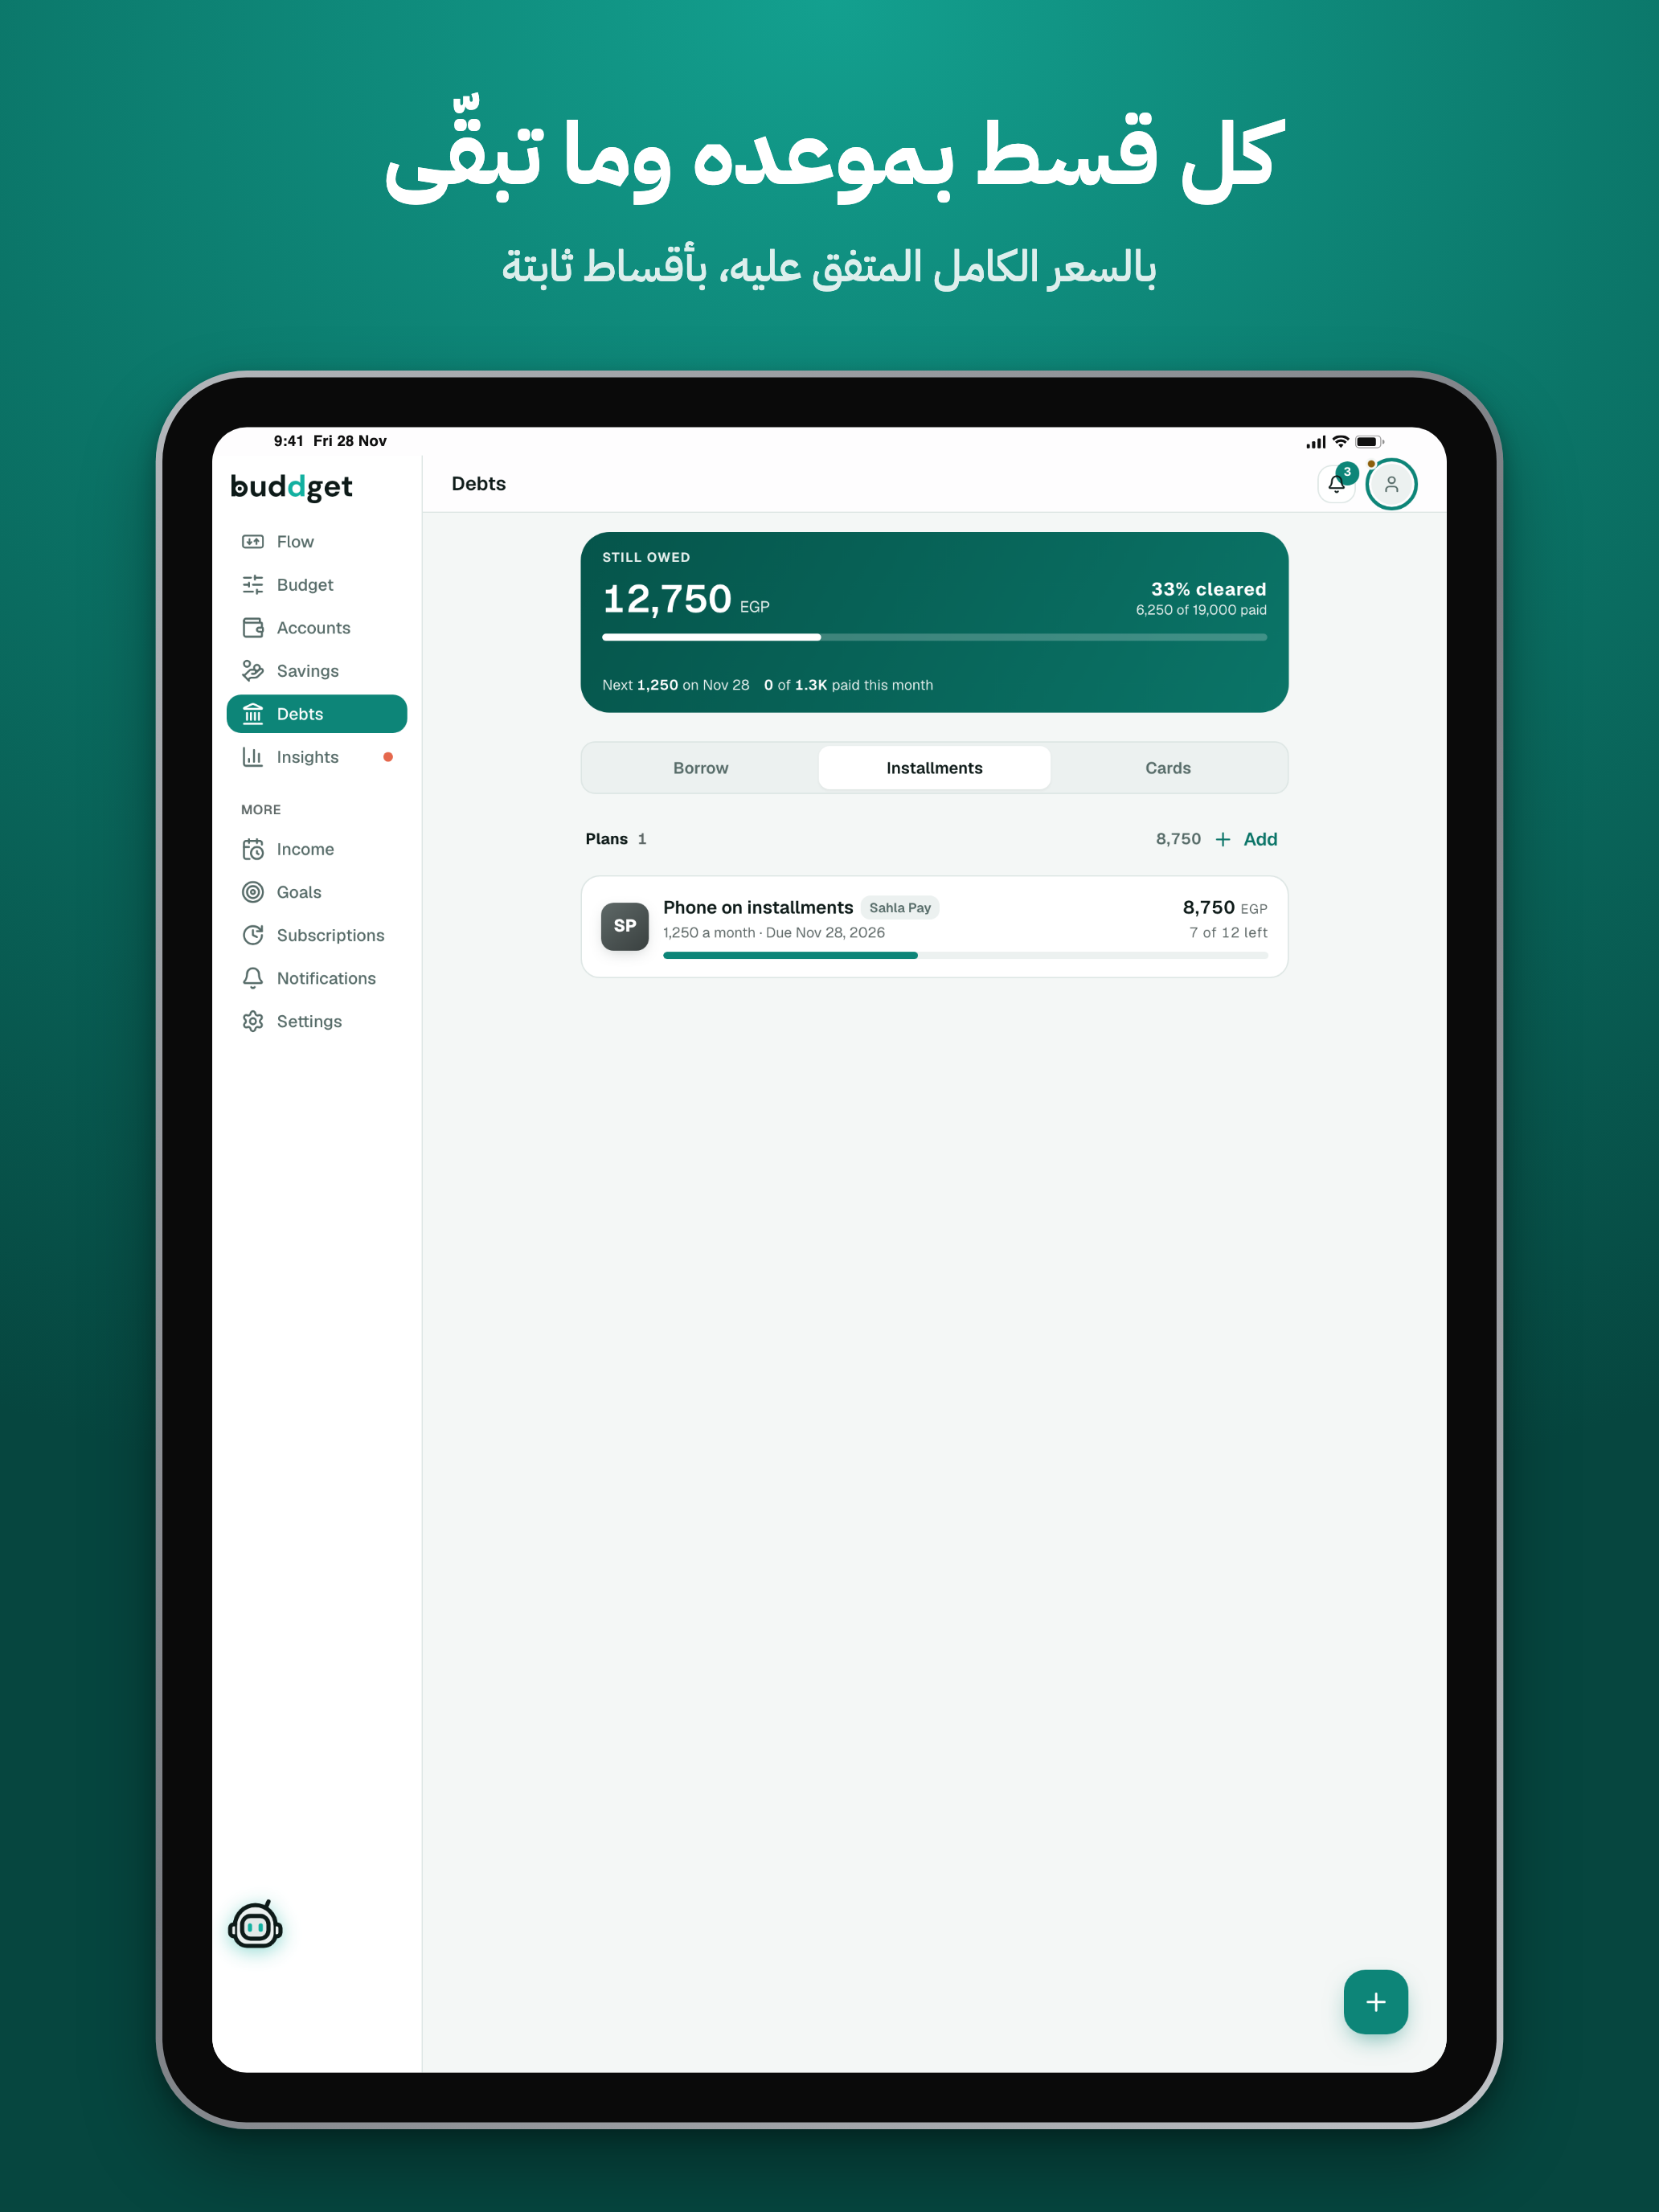 كل قسط بموعده وما تبقّى
بالسعر الكامل المتفق عليه، بأقساط ثابتة
9:41 Fri 28 Nov
buddget
Debts
3
Flow
Budget
Accounts
Savings
Debts
Insights
MORE
Income
Goals
Subscriptions
Notifications
Settings
STILL OWED
12,750 EGP
33% cleared
6,250 of 19,000 paid
Next 1,250 on Nov 28 0 of 1.3K paid this month
Borrow Installments Cards
Plans 1 8,750 + Add
SP
Phone on installments Sahla Pay 8,750 EGP
1,250 a month · Due Nov 28, 2026 7 of 12 left